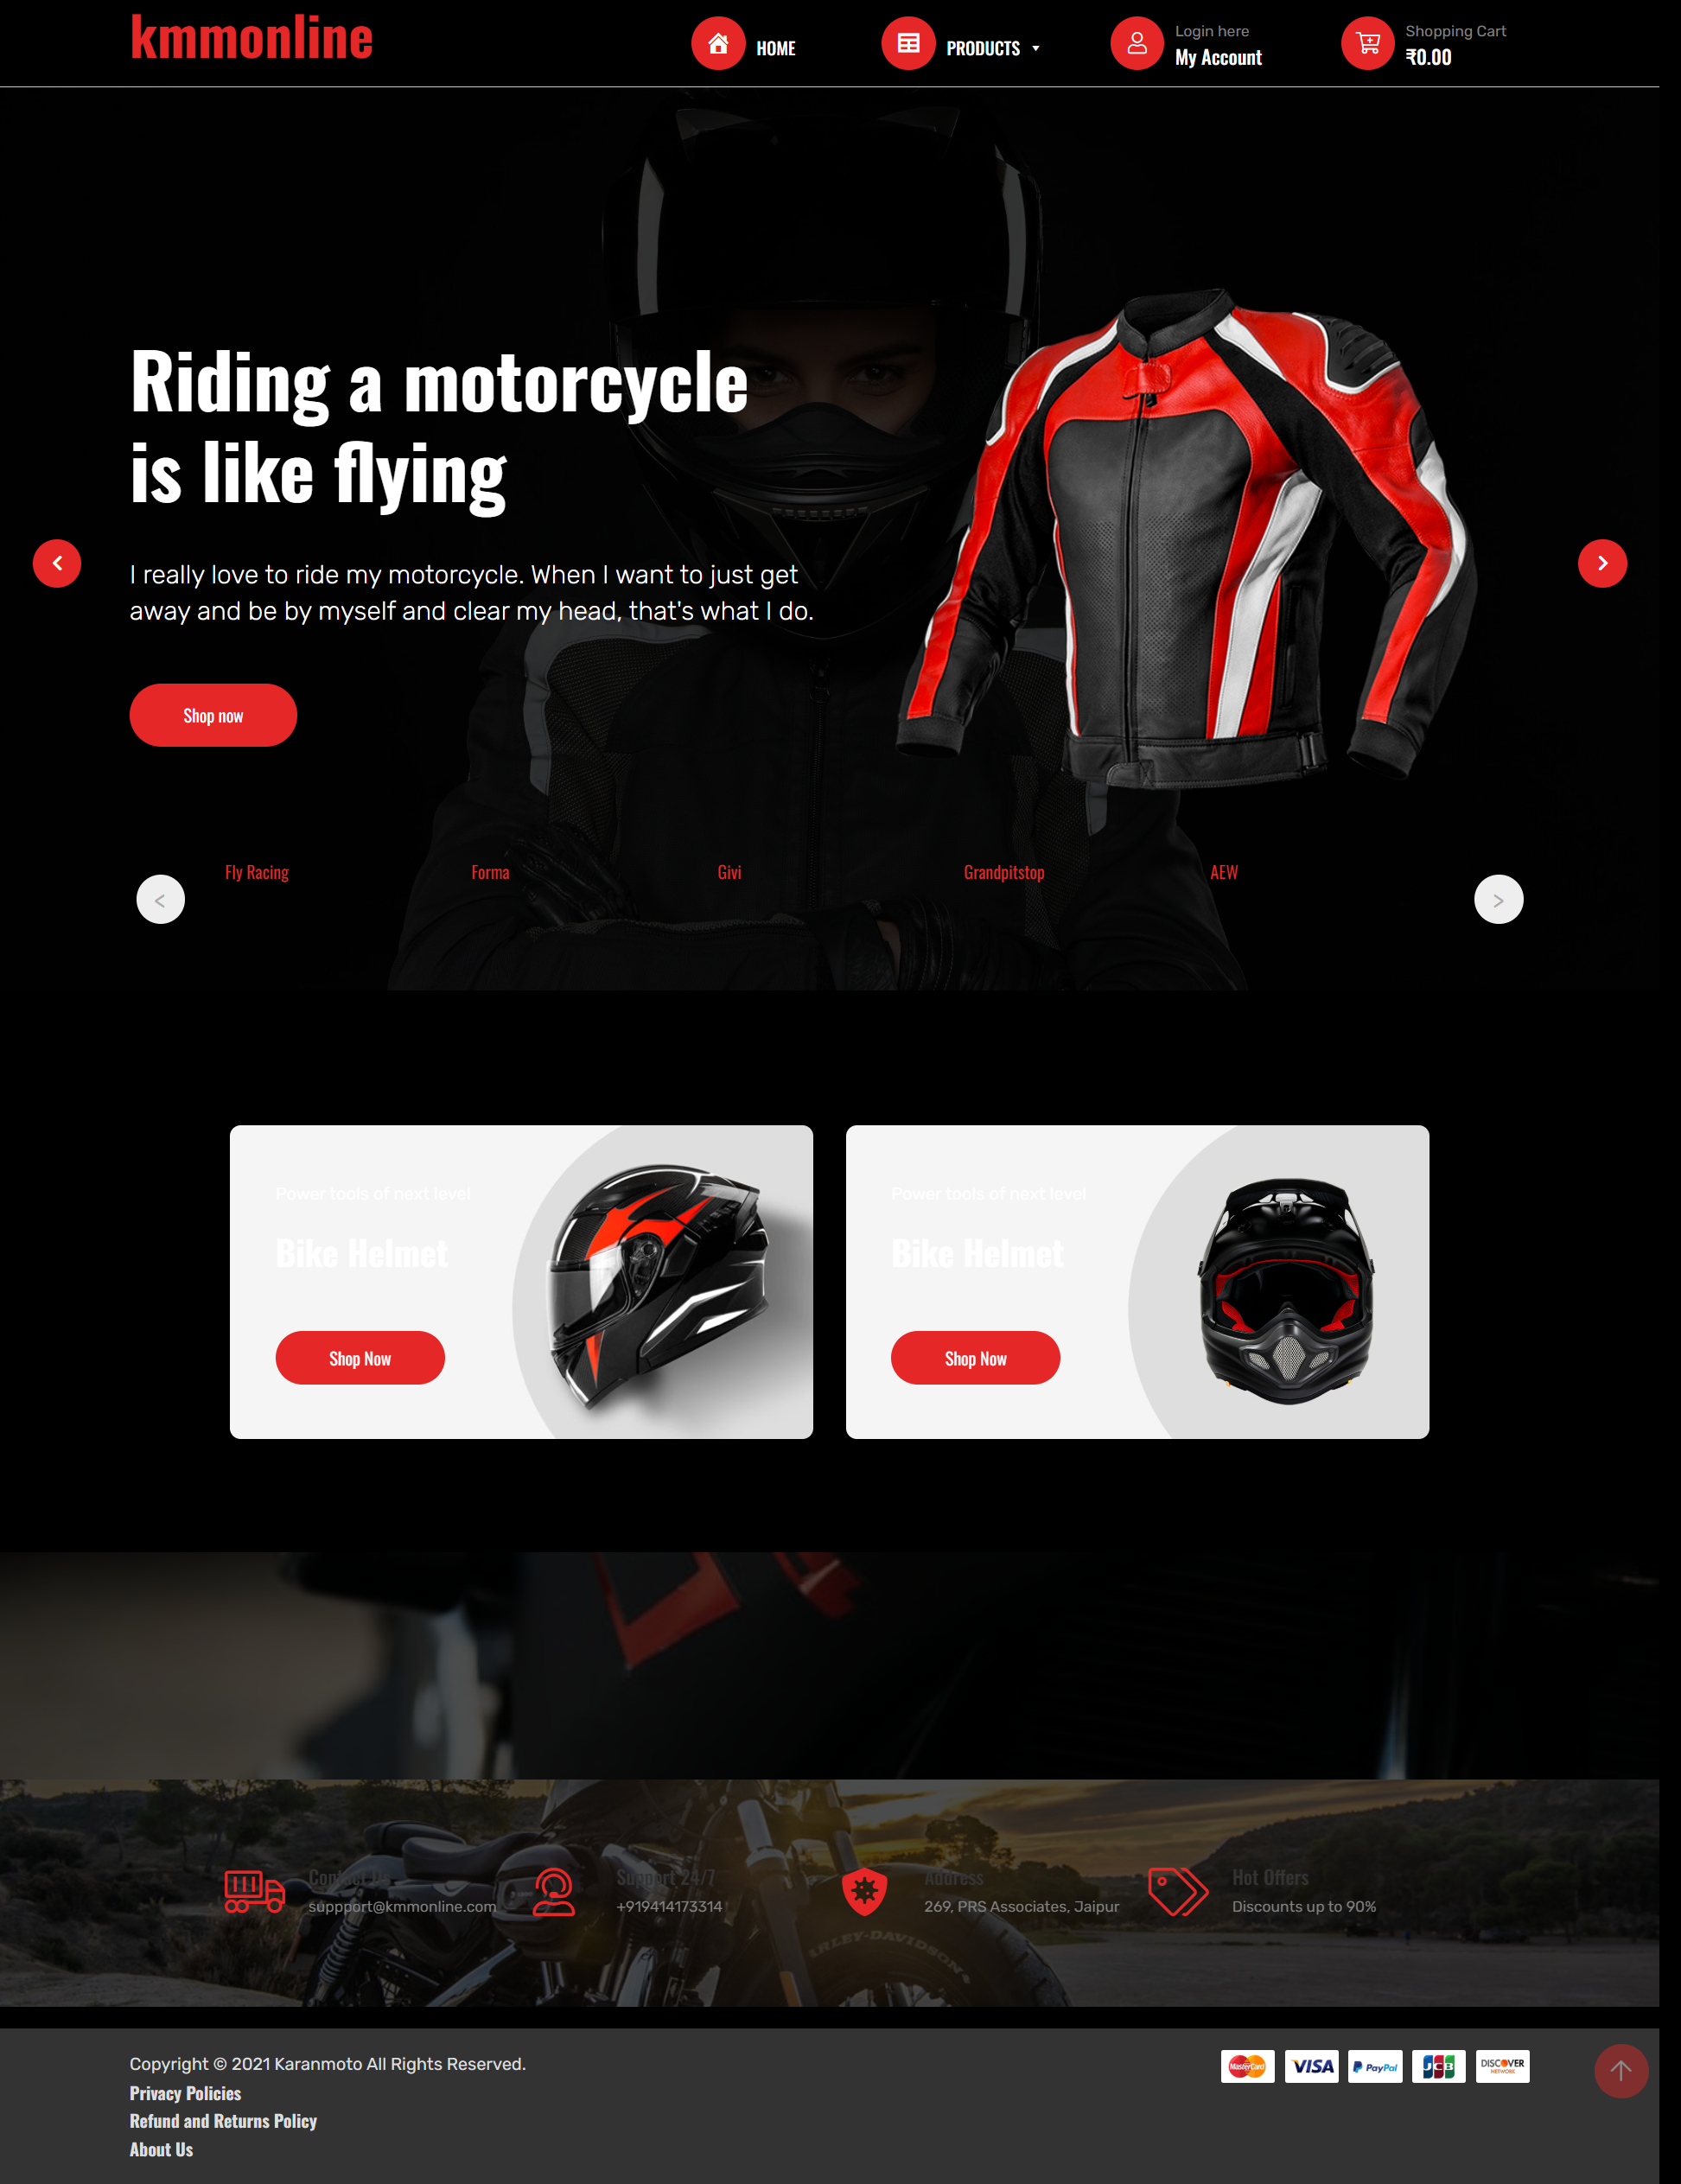 kmmonline
HOME
PRODUCTS
Login here
My Account
Shopping Cart
₹0.00
Riding a motorcycle
is like flying
I really love to ride my motorcycle. When I want to just get
away and be by myself and clear my head, that's what I do.
Shop now
Fly Racing
Forma
Givi
Grandpitstop
AEW
Power tools of next level
Bike Helmet
Shop Now
Power tools of next level
Bike Helmet
Shop Now
Contact Us
suppport@kmmonline.com
Support 24/7
+919414173314
Address
269, PRS Associates, Jaipur
Hot Offers
Discounts up to 90%
ARLEY-DAVIDSON
Copyright © 2021 Karanmoto All Rights Reserved.
Privacy Policies
Refund and Returns Policy
About Us
MasterCard
VISA
PayPal
JCB
DISCOVER
NETWORK